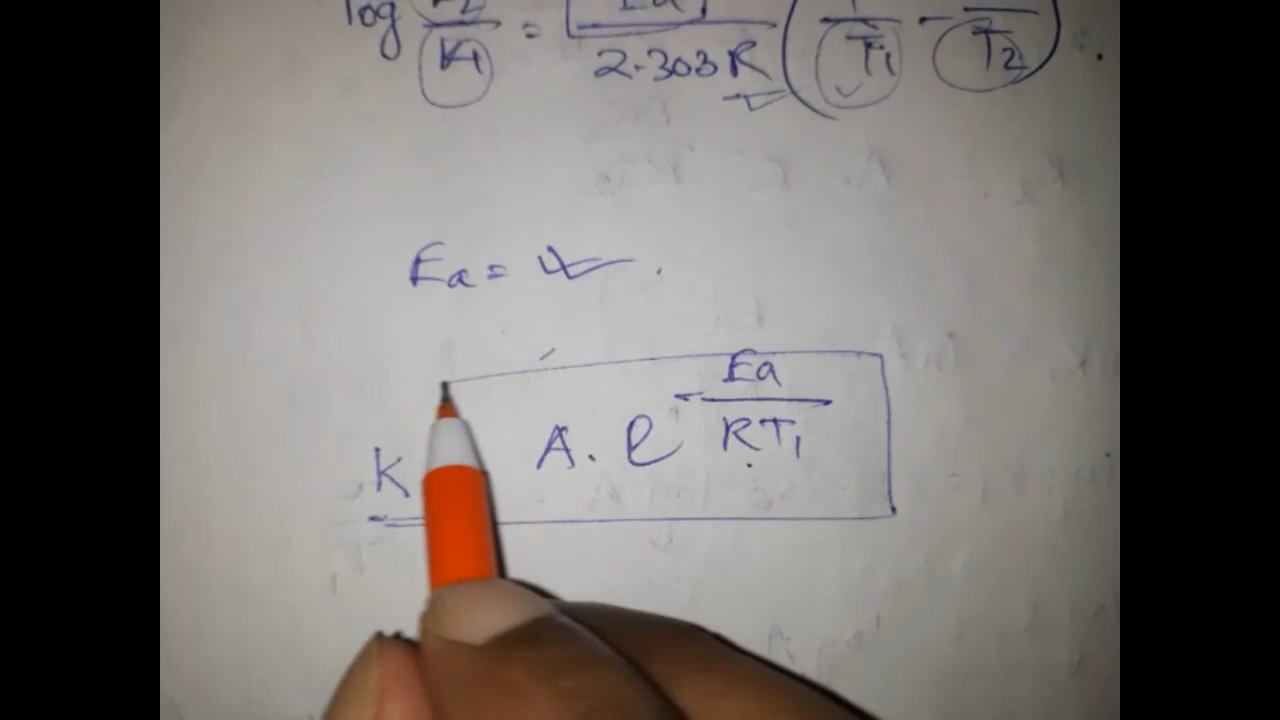 log K2/K1 = Ea/2.303R (1/T1 - 1/T2).
Ea = ✓.
K A.e^-Ea/RT1